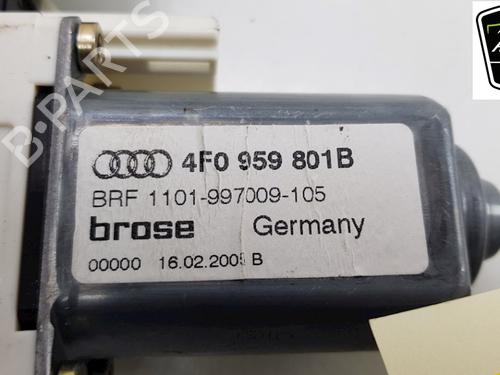 B-PARTS
4F0 959 801B
BRF 1101-997009-105
brose Germany
00000 16.02.2005 B